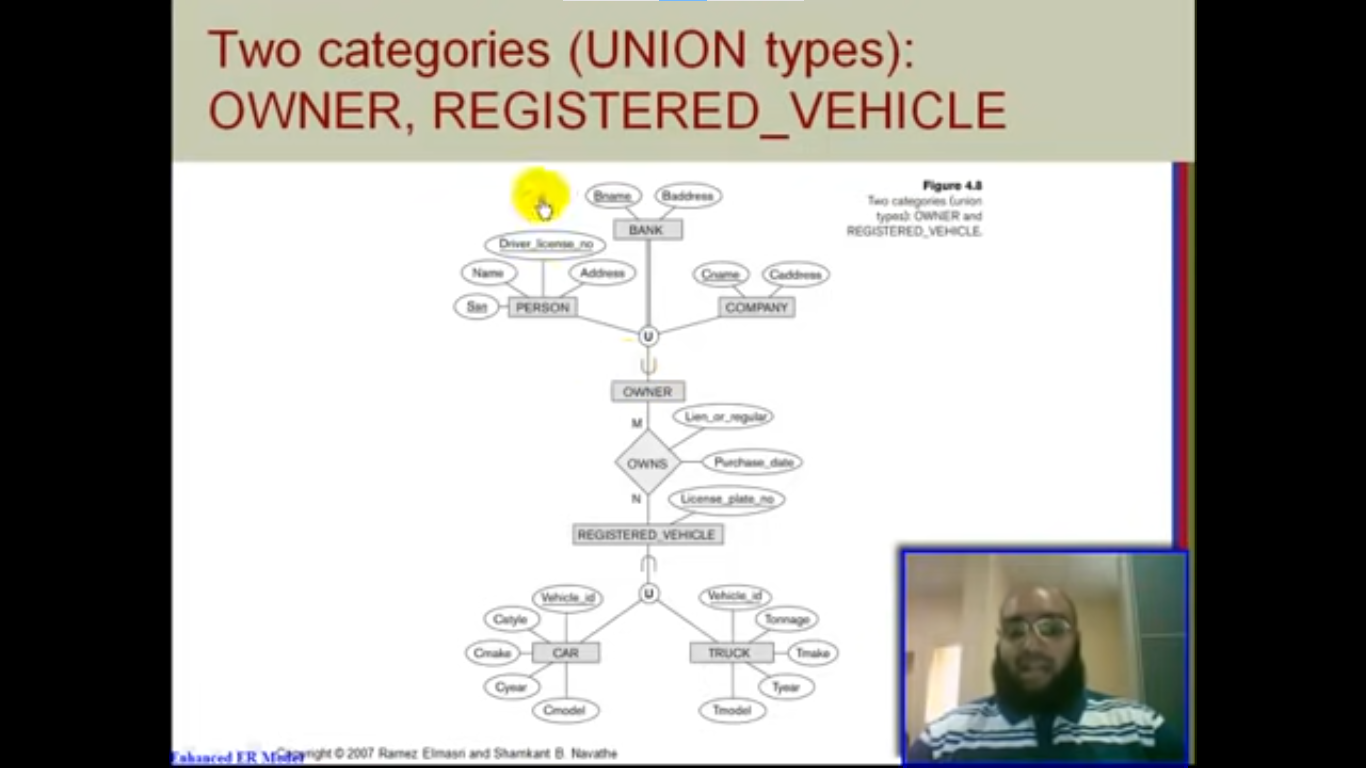 Two categories (UNION types):
OWNER, REGISTERED_VEHICLE
Figure 4.8
Two categories (union
types): OWNER and
REGISTERED_VEHICLE.
Bname
Baddress
BANK
Driver_license_no
Name
Address
Ssn
PERSON
Cname
Caddress
COMPANY
U
OWNER
M
Lien_or_regular
OWNS
Purchase_date
N
License_plate_no
REGISTERED_VEHICLE
U
Vehicle_id
Cstyle
Cmake
CAR
Cyear
Cmodel
Vehicle_id
Tonnage
TRUCK
Tmake
Tyear
Tmodel
Enhanced ER Model
Copyright © 2007 Ramez Elmasri and Shamkant B. Navathe